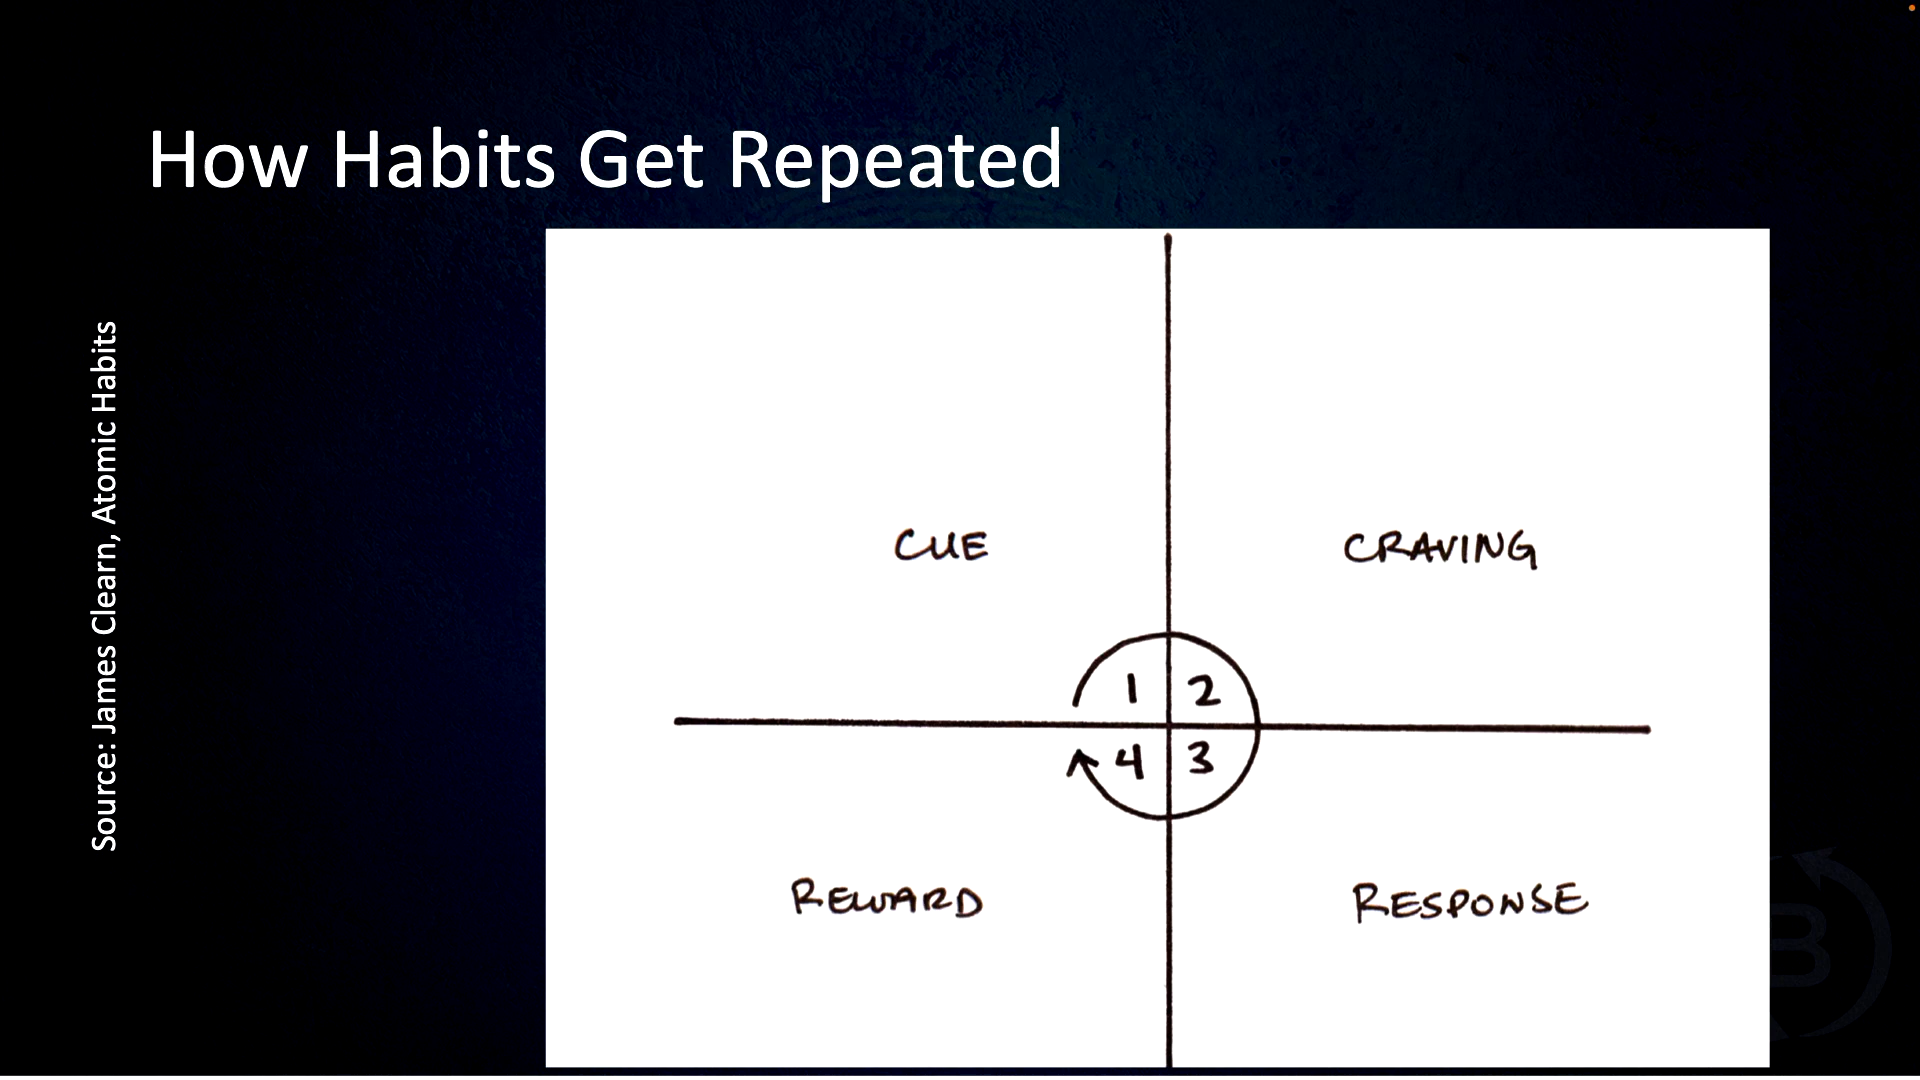 How Habits Get Repeated
Source: James Clearn, Atomic Habits
CUE
CRAVING
1 2
4 3
REWARD
RESPONSE
B